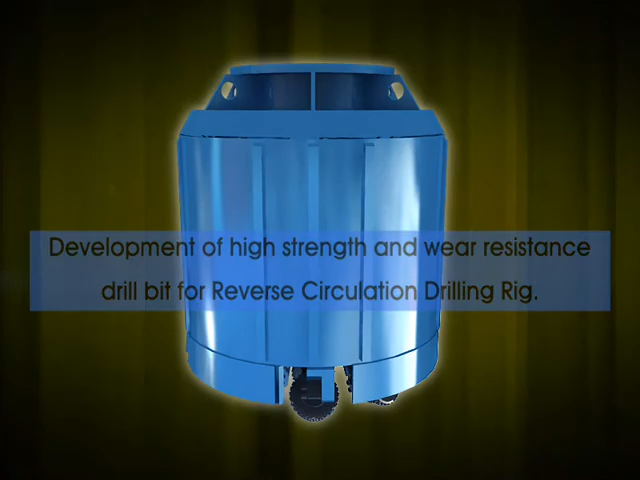 Development of high strength and wear resistance
drill bit for Reverse Circulation Drilling Rig.